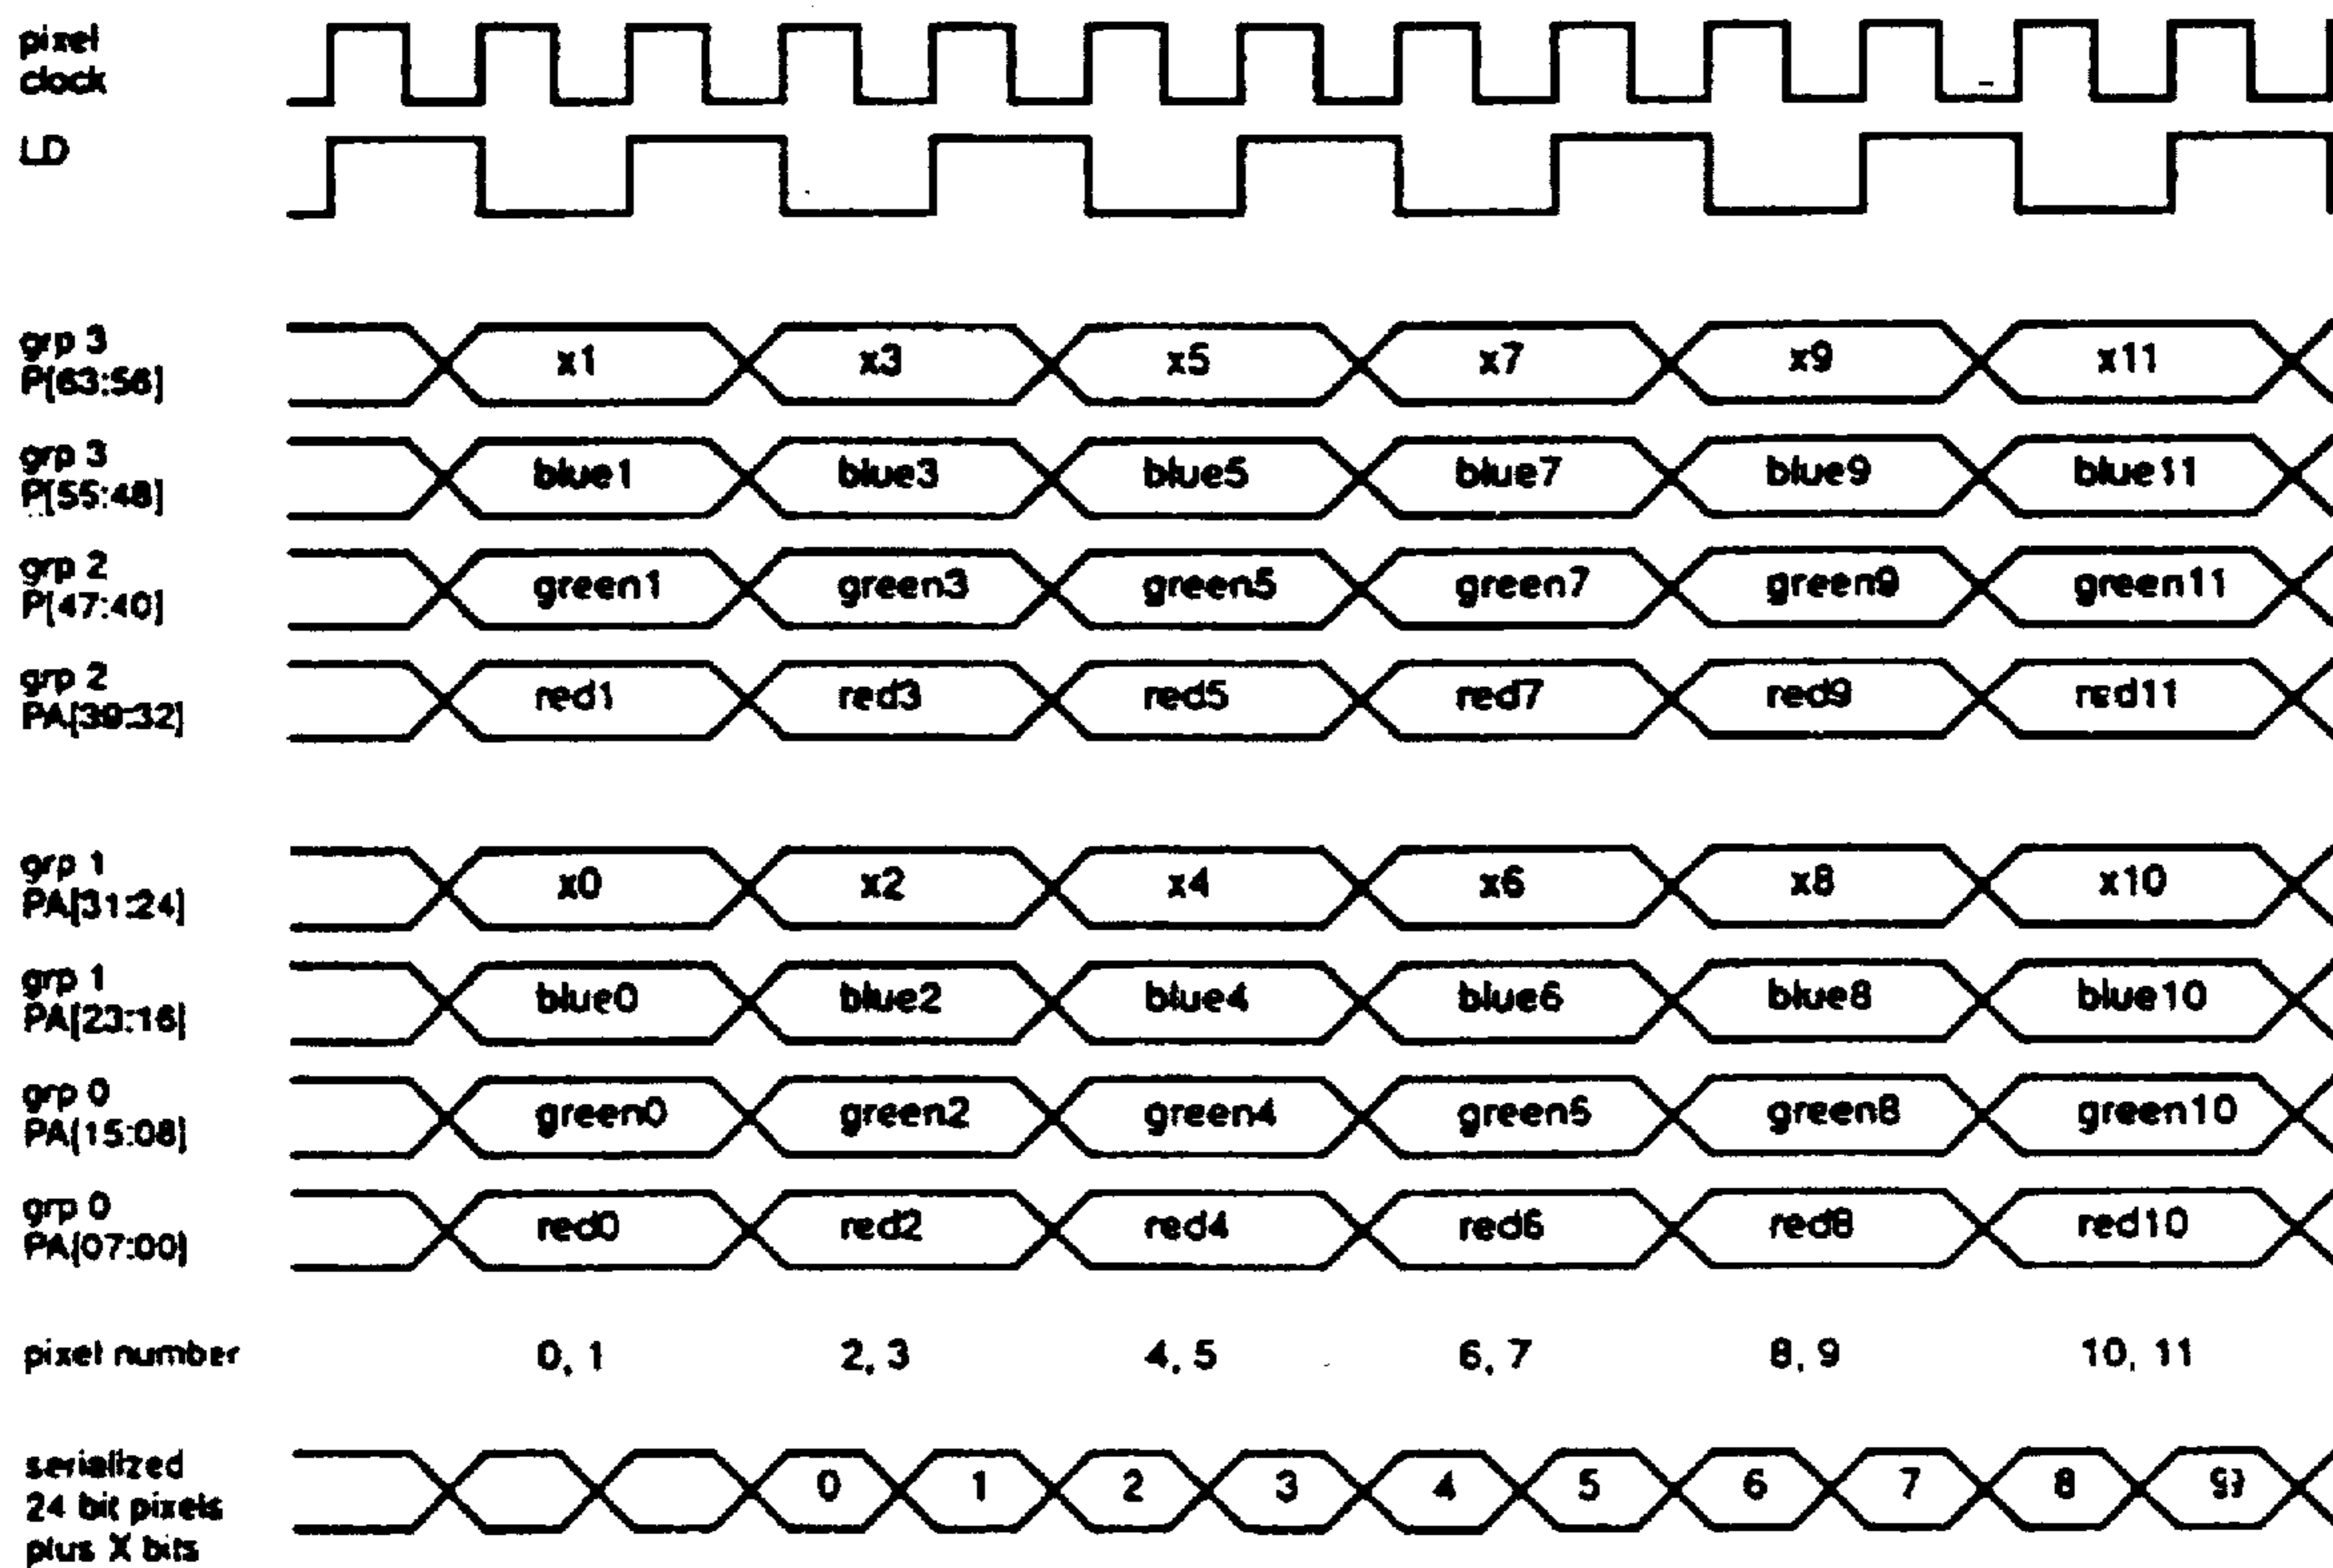 pixel
clock
LD
grp 3
P[63:56]
x1 x3 x5 x7 x9 x11
grp 3
P[55:48]
blue1 blue3 blue5 blue7 blue9 blue11
grp 2
P[47:40]
green1 green3 green5 green7 green9 green11
grp 2
PA[39:32]
red1 red3 red5 red7 red9 red11
grp 1
PA[31:24]
x0 x2 x4 x6 x8 x10
grp 1
PA[23:16]
blue0 blue2 blue4 blue6 blue8 blue10
grp 0
PA[15:08]
green0 green2 green4 green6 green8 green10
grp 0
PA[07:00]
red0 red2 red4 red6 red8 red10
pixel number 0, 1 2, 3 4, 5 6, 7 8, 9 10, 11
serialized
24 bit pixels
plus X bits
0 1 2 3 4 5 6 7 8 9